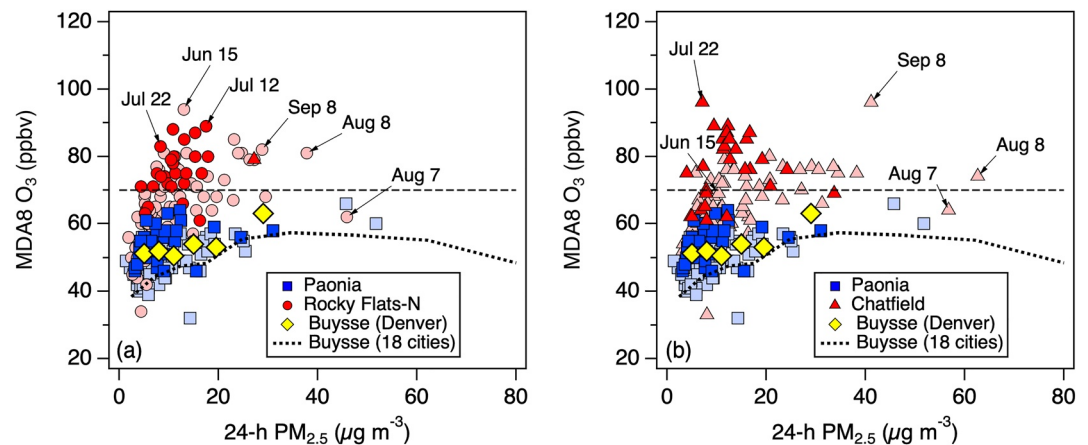 120
100
80
60
40
20
MDA8 O3 (ppbv)
Jun 15
Jul 12
Jul 22
Sep 8
Aug 8
Aug 7
Paonia
Rocky Flats-N
Buysse (Denver)
Buysse (18 cities)
(a)
0 20 40 60 80
24-h PM2.5 (µg m-3)
120
100
80
60
40
20
MDA8 O3 (ppbv)
Jul 22
Sep 8
Jun 15
Aug 8
Aug 7
Paonia
Chatfield
Buysse (Denver)
Buysse (18 cities)
(b)
0 20 40 60 80
24-h PM2.5 (µg m-3)